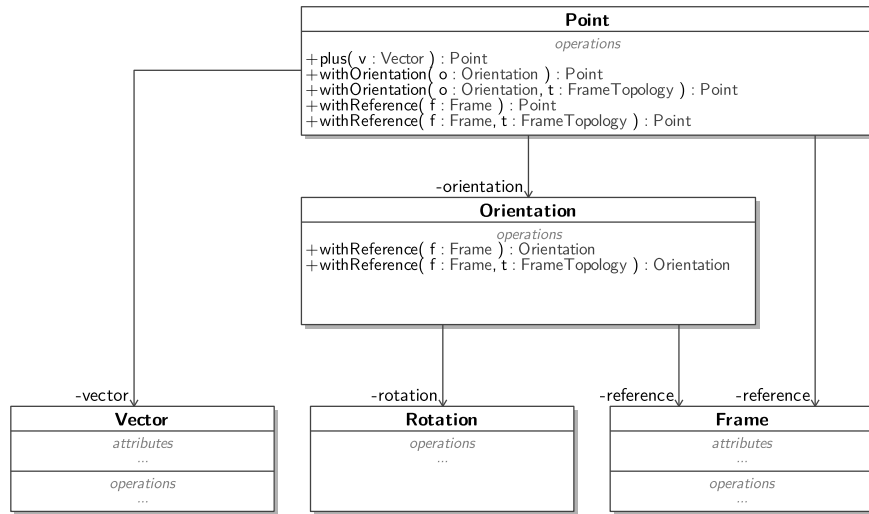 Point
operations
+plus( v : Vector ) : Point
+withOrientation( o : Orientation ) : Point
+withOrientation( o : Orientation, t : FrameTopology ) : Point
+withReference( f : Frame ) : Point
+withReference( f : Frame, t : FrameTopology ) : Point
-orientation
Orientation
operations
+withReference( f : Frame ) : Orientation
+withReference( f : Frame, t : FrameTopology ) : Orientation
-vector
-rotation
-reference
-reference
Vector
attributes
...
operations
...
Rotation
operations
...
Frame
attributes
...
operations
...